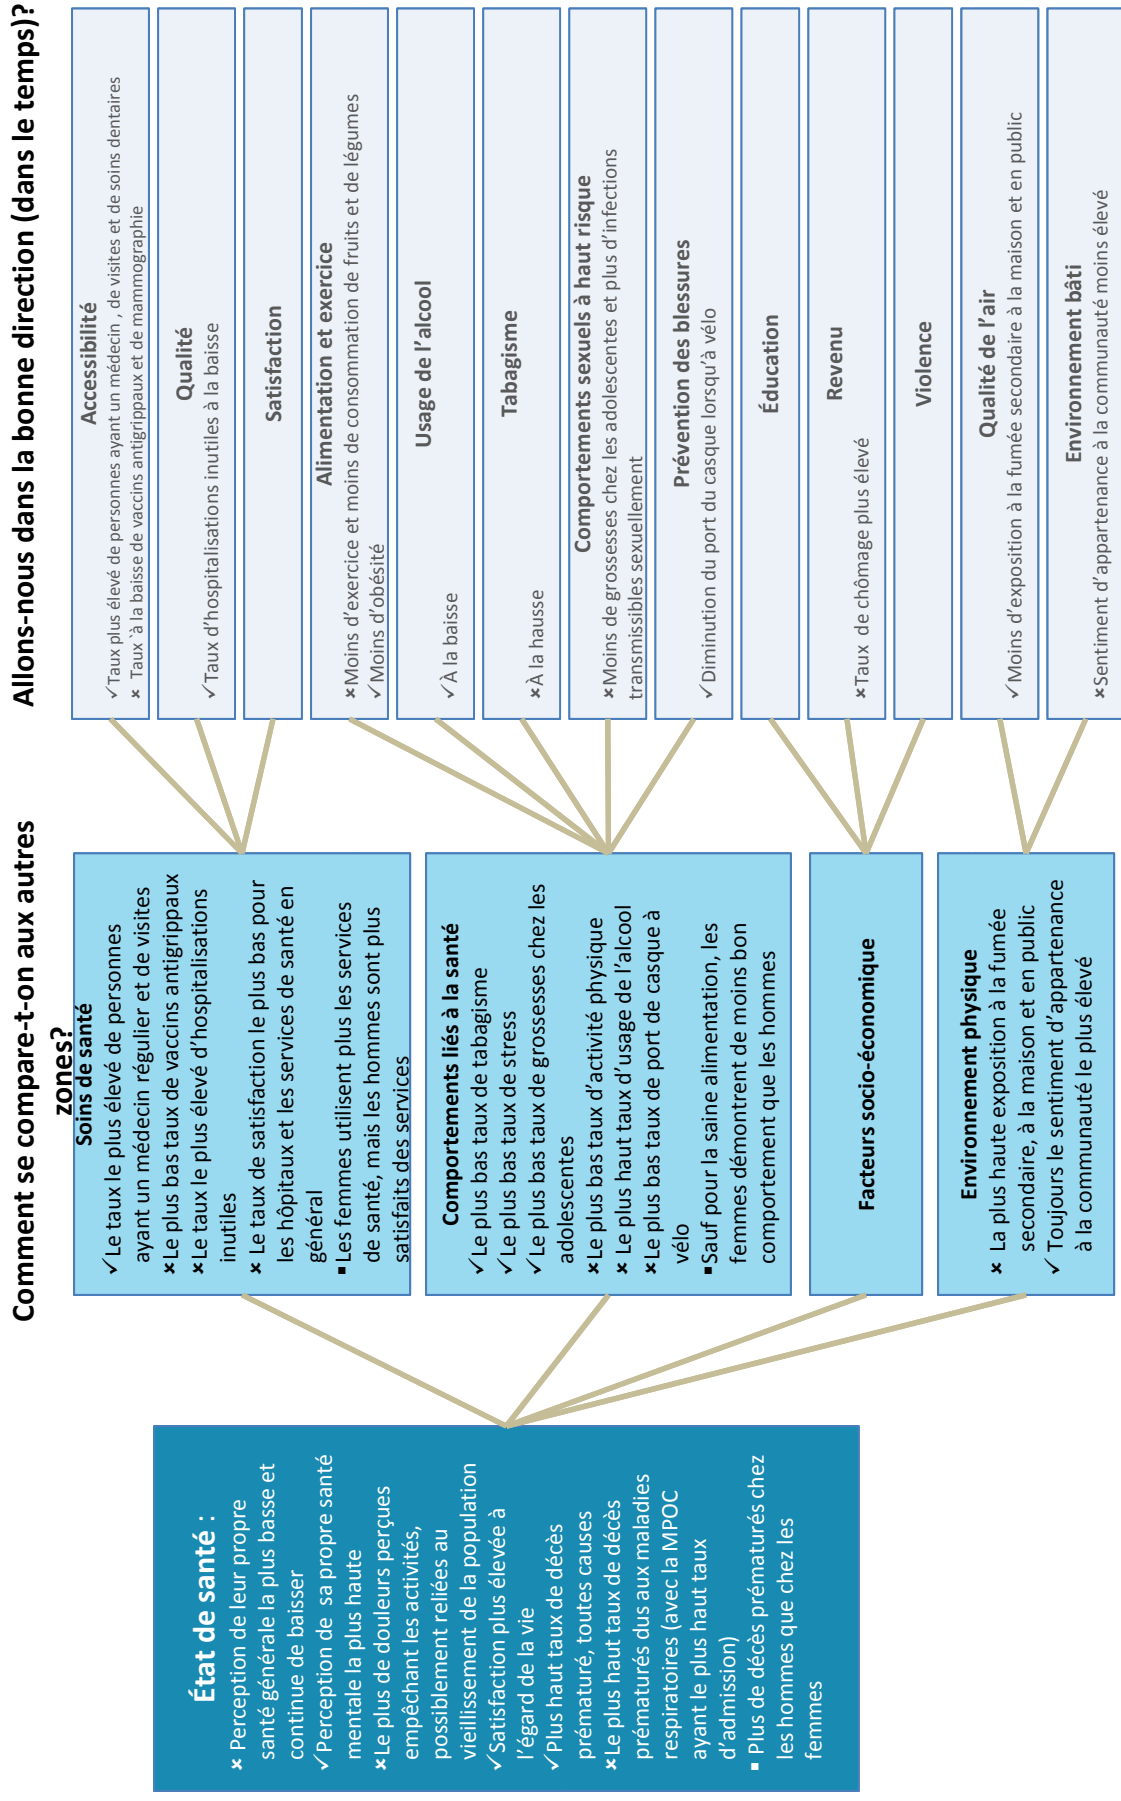 Comment se compare-t-on aux autres
zones?
Allons-nous dans la bonne direction (dans le temps)?
État de santé :
× Perception de leur propre
santé générale la plus basse et
continue de baisser
✓Perception de sa propre santé
mentale la plus haute
×Le plus de douleurs perçues
empêchant les activités,
possiblement reliées au
vieillissement de la population
✓Satisfaction plus élevée à
l'égard de la vie
✓Plus haut taux de décès
prématuré, toutes causes
×Le plus haut taux de décès
prématurés dus aux maladies
respiratoires (avec la MPOC
ayant le plus haut taux
d'admission)
▪ Plus de décès prématurés chez
les hommes que chez les
femmes
Soins de santé
✓Le taux le plus élevé de personnes
ayant un médecin régulier et de visites
×Le plus bas taux de vaccins antigrippaux
×Le taux le plus élevé d'hospitalisations
inutiles
× Le taux de satisfaction le plus bas pour
les hôpitaux et les services de santé en
général
▪Les femmes utilisent plus les services
de santé, mais les hommes sont plus
satisfaits des services
Comportements liés à la santé
✓Le plus bas taux de tabagisme
✓Le plus bas taux de stress
✓Le plus bas taux de grossesses chez les
adolescentes
×Le plus bas taux d'activité physique
× Le plus haut taux d'usage de l'alcool
×Le plus bas taux de port de casque à
vélo
▪Sauf pour la saine alimentation, les
femmes démontrent de moins bon
comportement que les hommes
Facteurs socio-économique
Environnement physique
× La plus haute exposition à la fumée
secondaire, à la maison et en public
✓ Toujours le sentiment d'appartenance
à la communauté le plus élevé
Accessibilité
✓Taux plus élevé de personnes ayant un médecin , de visites et de soins dentaires
× Taux `à la baisse de vaccins antigrippaux et de mammographie
Qualité
✓Taux d'hospitalisations inutiles à la baisse
Satisfaction
Alimentation et exercice
×Moins d'exercice et moins de consommation de fruits et de légumes
✓Moins d'obésité
Usage de l'alcool
✓À la baisse
Tabagisme
×À la hausse
Comportements sexuels à haut risque
×Moins de grossesses chez les adolescentes et plus d'infections
transmissibles sexuellement
Prévention des blessures
✓Diminution du port du casque lorsqu'à vélo
Éducation
Revenu
×Taux de chômage plus élevé
Violence
Qualité de l'air
✓Moins d'exposition à la fumée secondaire à la maison et en public
Environnement bâti
×Sentiment d'appartenance à la communauté moins élevé